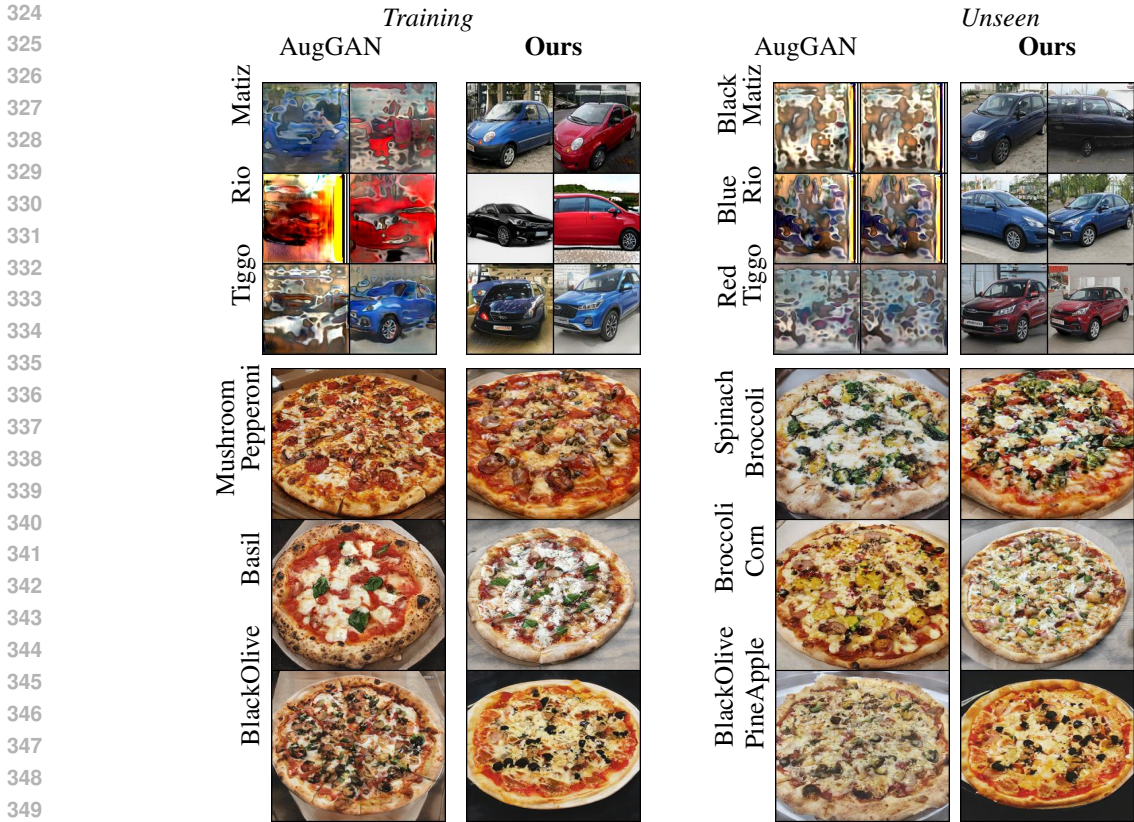 324
325
326
327
328
329
330
331
332
333
334
335
336
337
338
339
340
341
342
343
344
345
346
347
348
349
Training
AugGAN
Ours
Matiz
Rio
Tiggo
Mushroom
Pepperoni
Basil
BlackOlive
Unseen
AugGAN
Ours
Black
Matiz
Blue
Rio
Red
Tiggo
Spinach
Broccoli
Broccoli
Corn
BlackOlive
PineApple